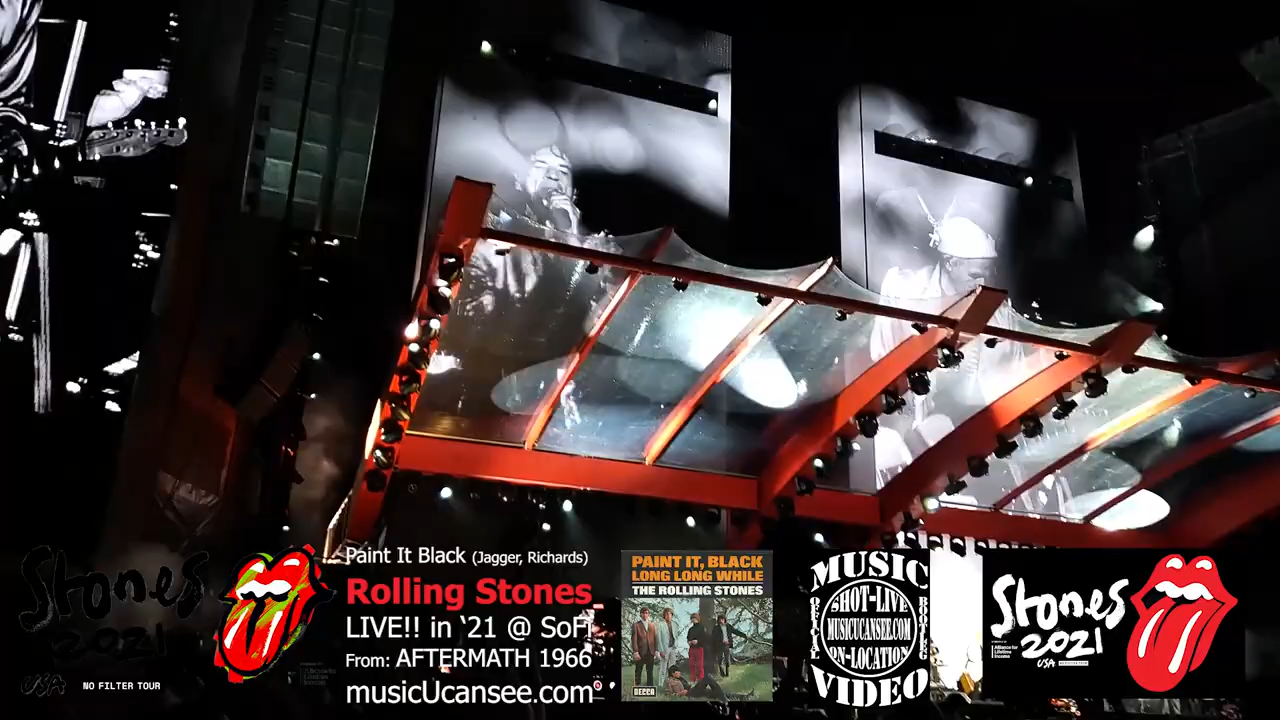 Stones
2021
USA
NO FILTER TOUR
Paint It Black (Jagger, Richards)
Rolling Stones
LIVE!! in ‘21 @ SoFi
From: AFTERMATH 1966
musicUcansee.com
PAINT IT, BLACK
LONG LONG WHILE
THE ROLLING STONES
DECCA
MUSIC
SHOT-LIVE
MUSICUCANSEE.COM
ON-LOCATION
VIDEO
Stones
2021
USA